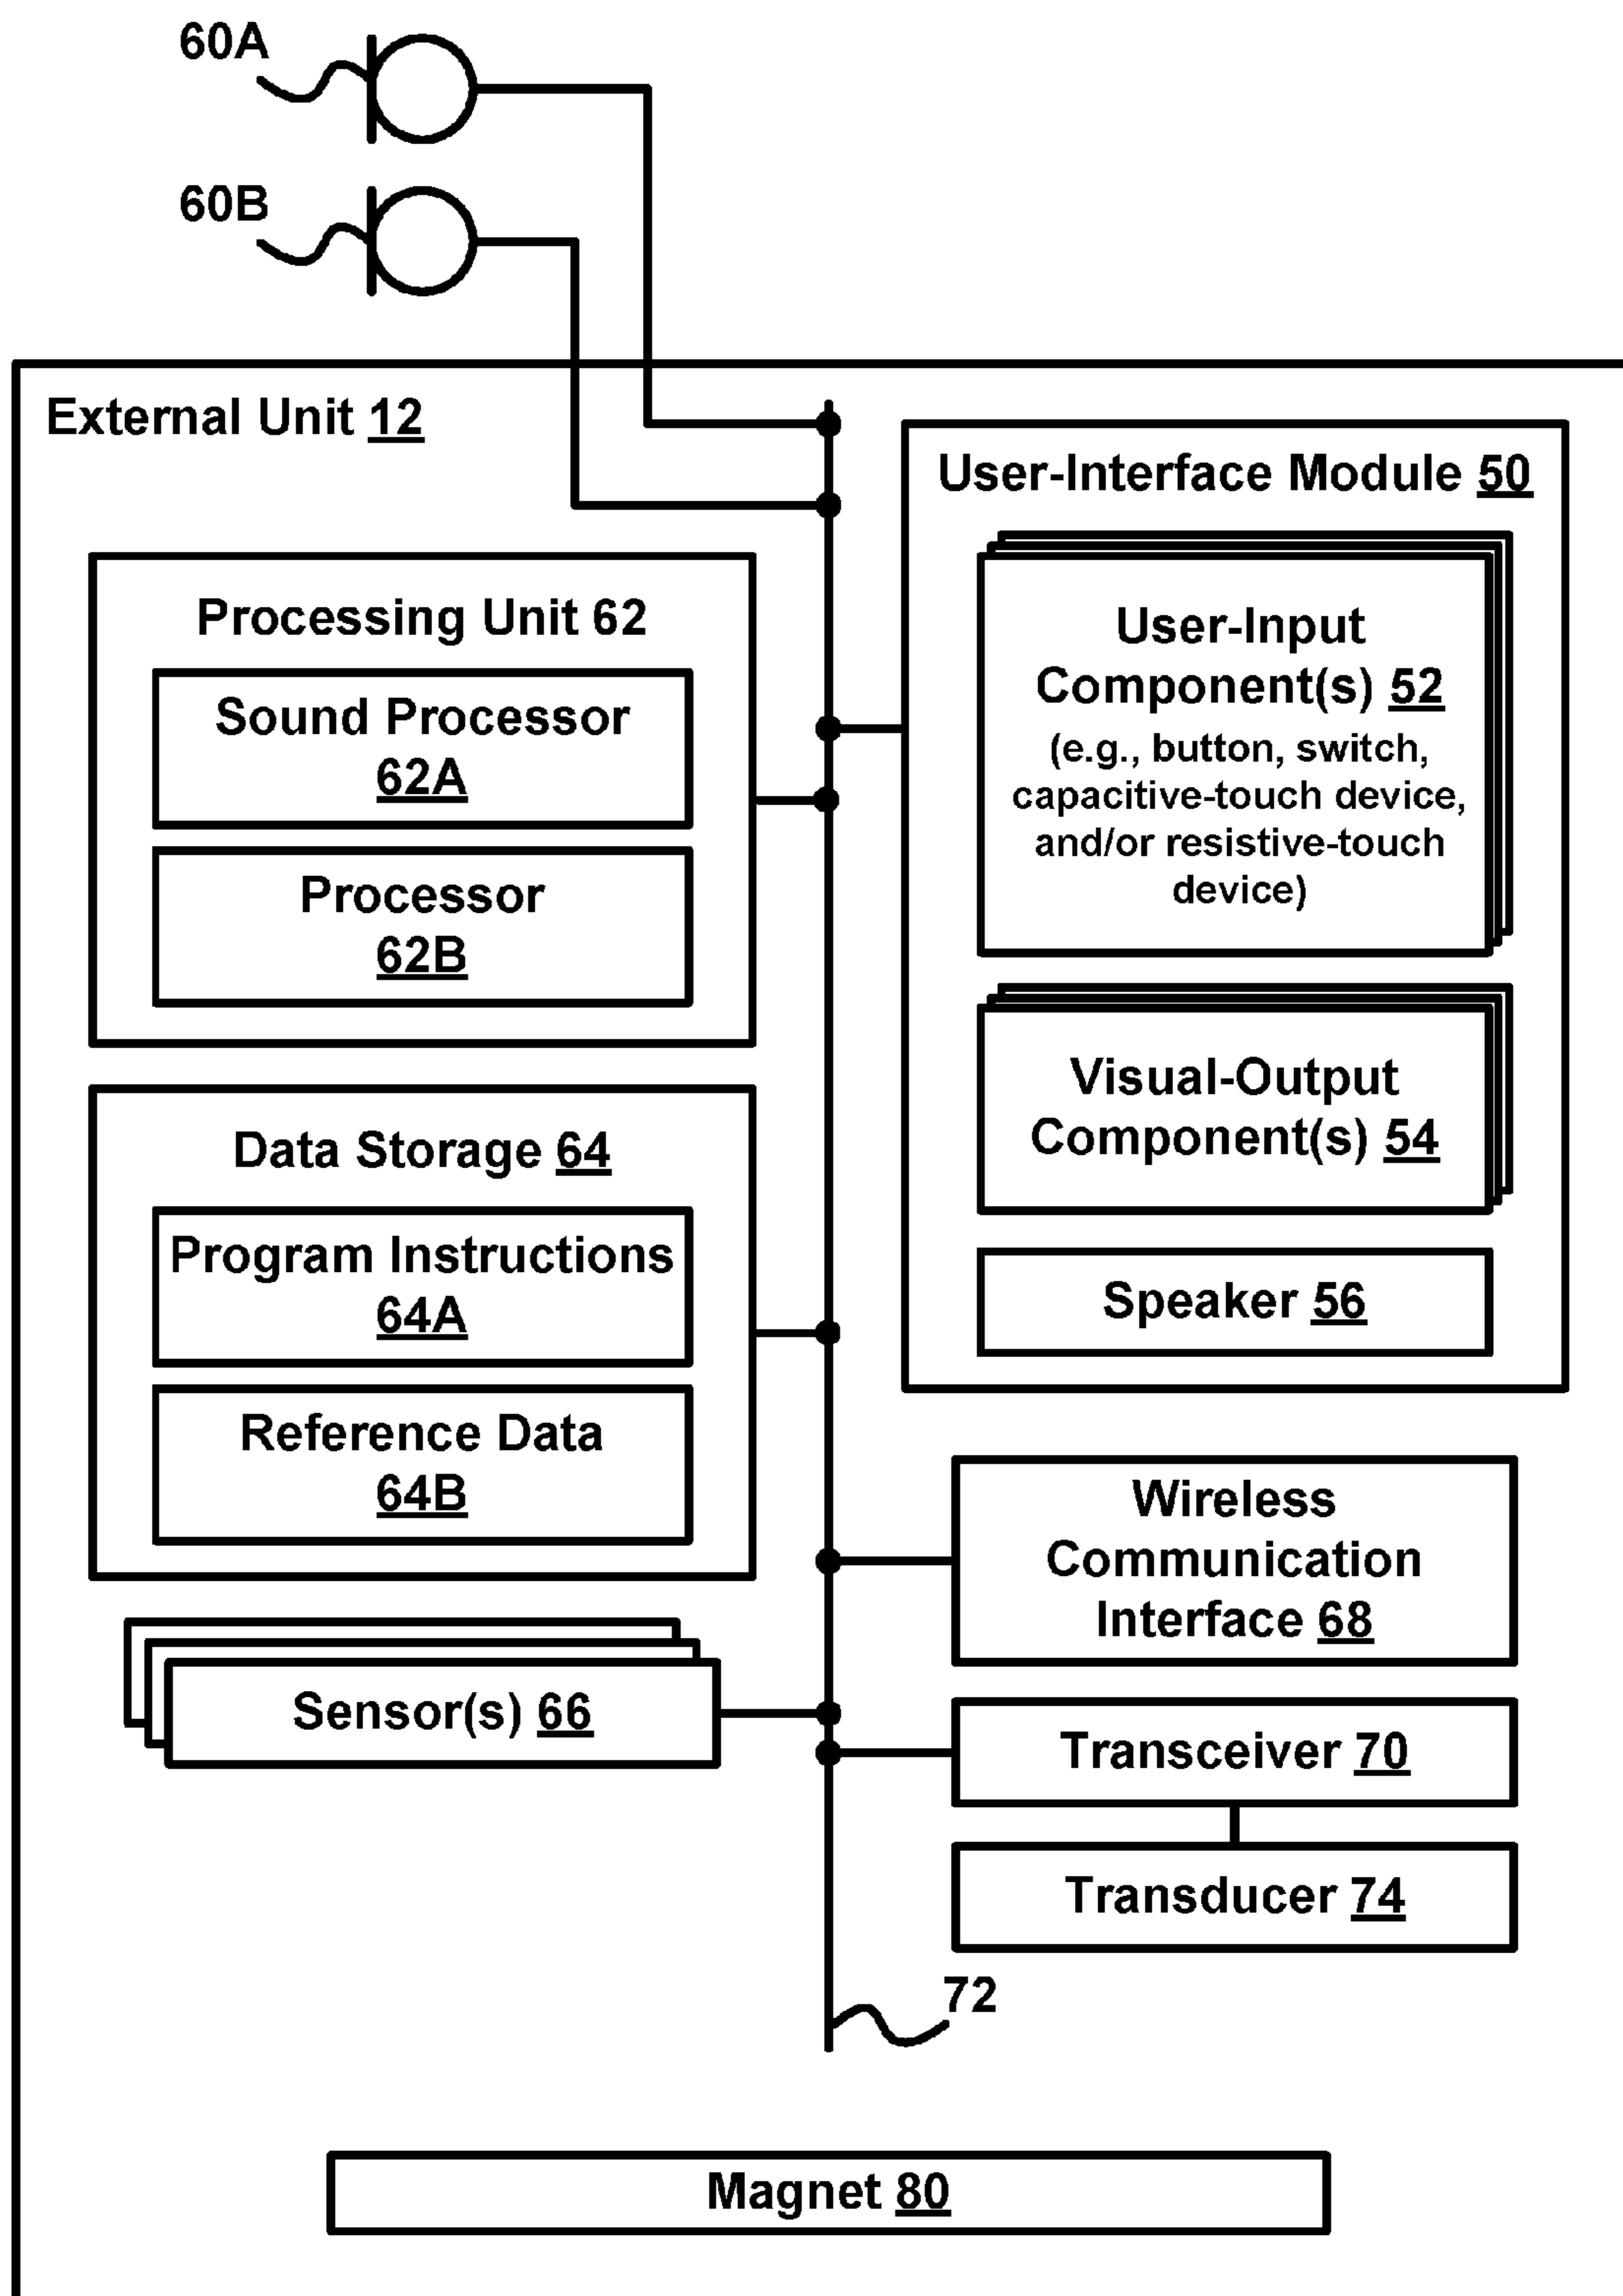 60A
60B
External Unit 12
User-Interface Module 50
User-Input
Component(s) 52
(e.g., button, switch,
capacitive-touch device,
and/or resistive-touch
device)
Visual-Output
Component(s) 54
Speaker 56
Processing Unit 62
Sound Processor
62A
Processor
62B
Data Storage 64
Program Instructions
64A
Reference Data
64B
Sensor(s) 66
Wireless
Communication
Interface 68
Transceiver 70
Transducer 74
72
Magnet 80